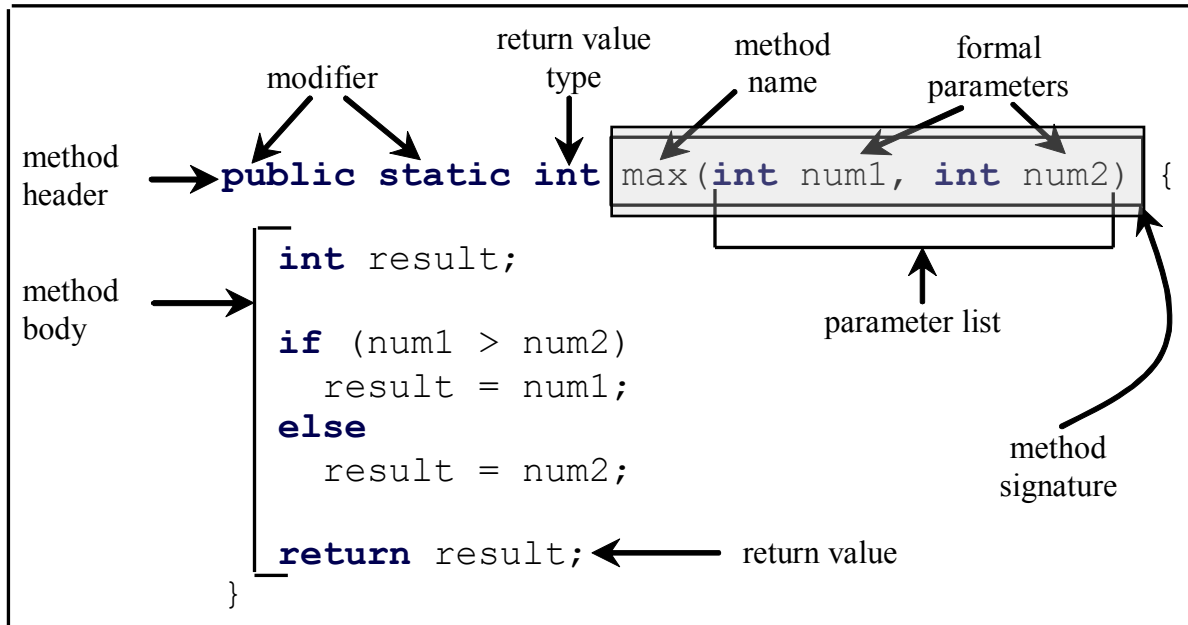 return value
type
method
name
formal
parameters
modifier
method
header
public static int max(int num1, int num2) {
method
body
int result;
parameter list
if (num1 > num2)
result = num1;
else
result = num2;
method
signature
return result;
return value
}